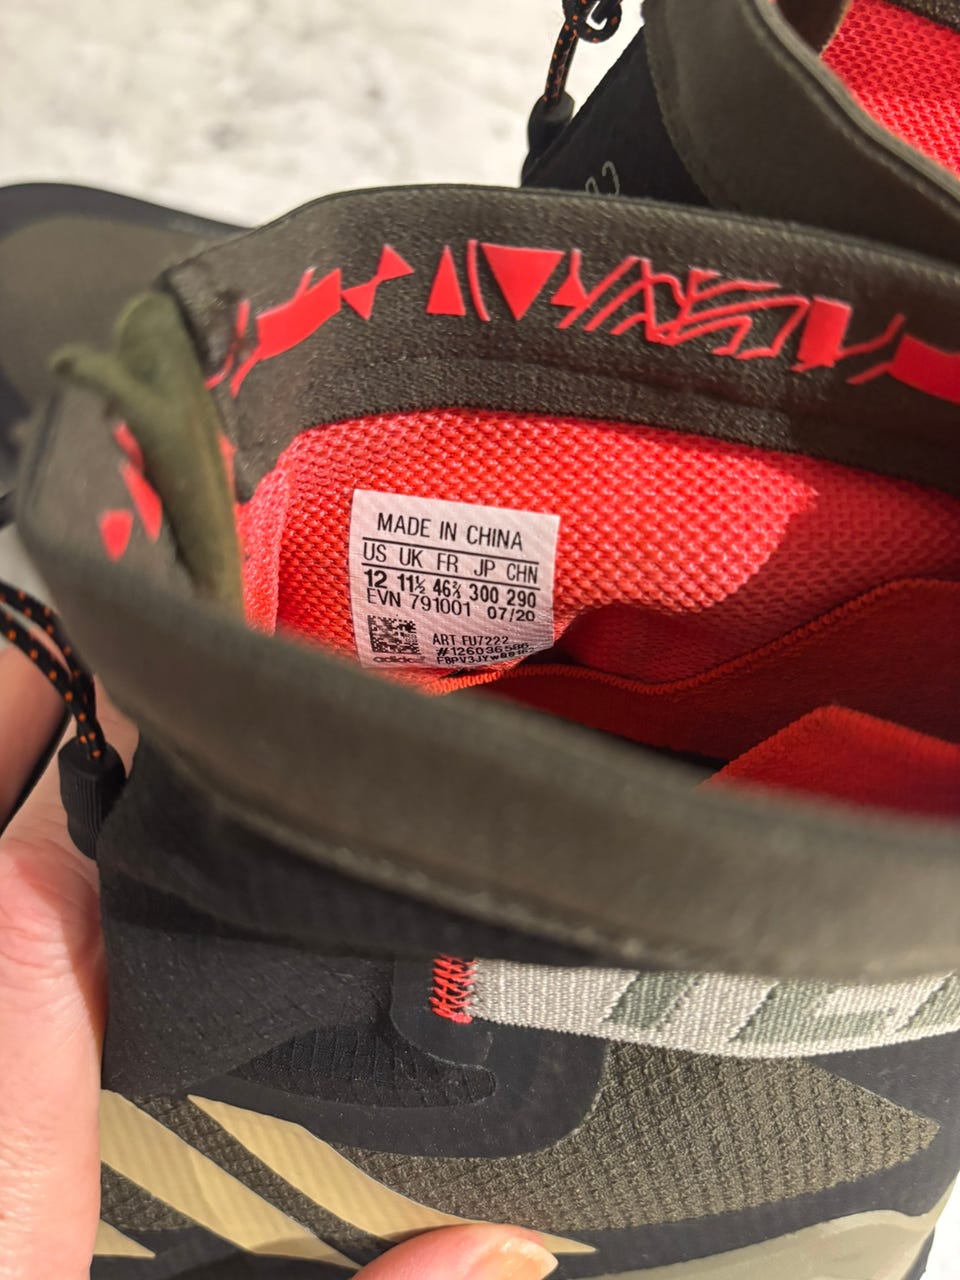 MADE IN CHINA
US UK FR JP CHN
12 11½ 46⅔ 300 290
EVN 791001 07/20
ART FU7222
adidas